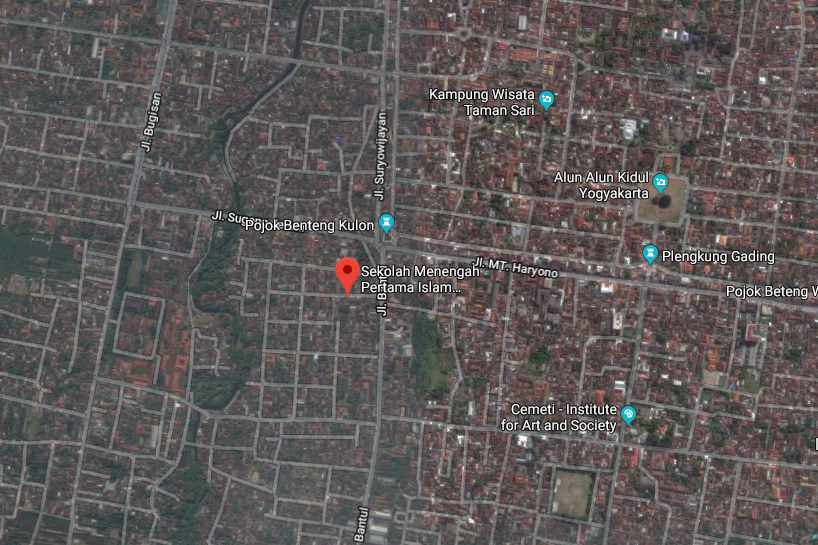 Kampung Wisata
Taman Sari
Jl. Bugisan
Jl. Suryowijayan
Alun Alun Kidul
Yogyakarta
Jl.
Pojok Benteng Kulon
Plengkung Gading
Jl. MT. Haryono
Sekolah Menengah
Pertama Islam...
Jl.
Pojok Beteng W
Cemeti - Institute
for Art and Society
Bantul